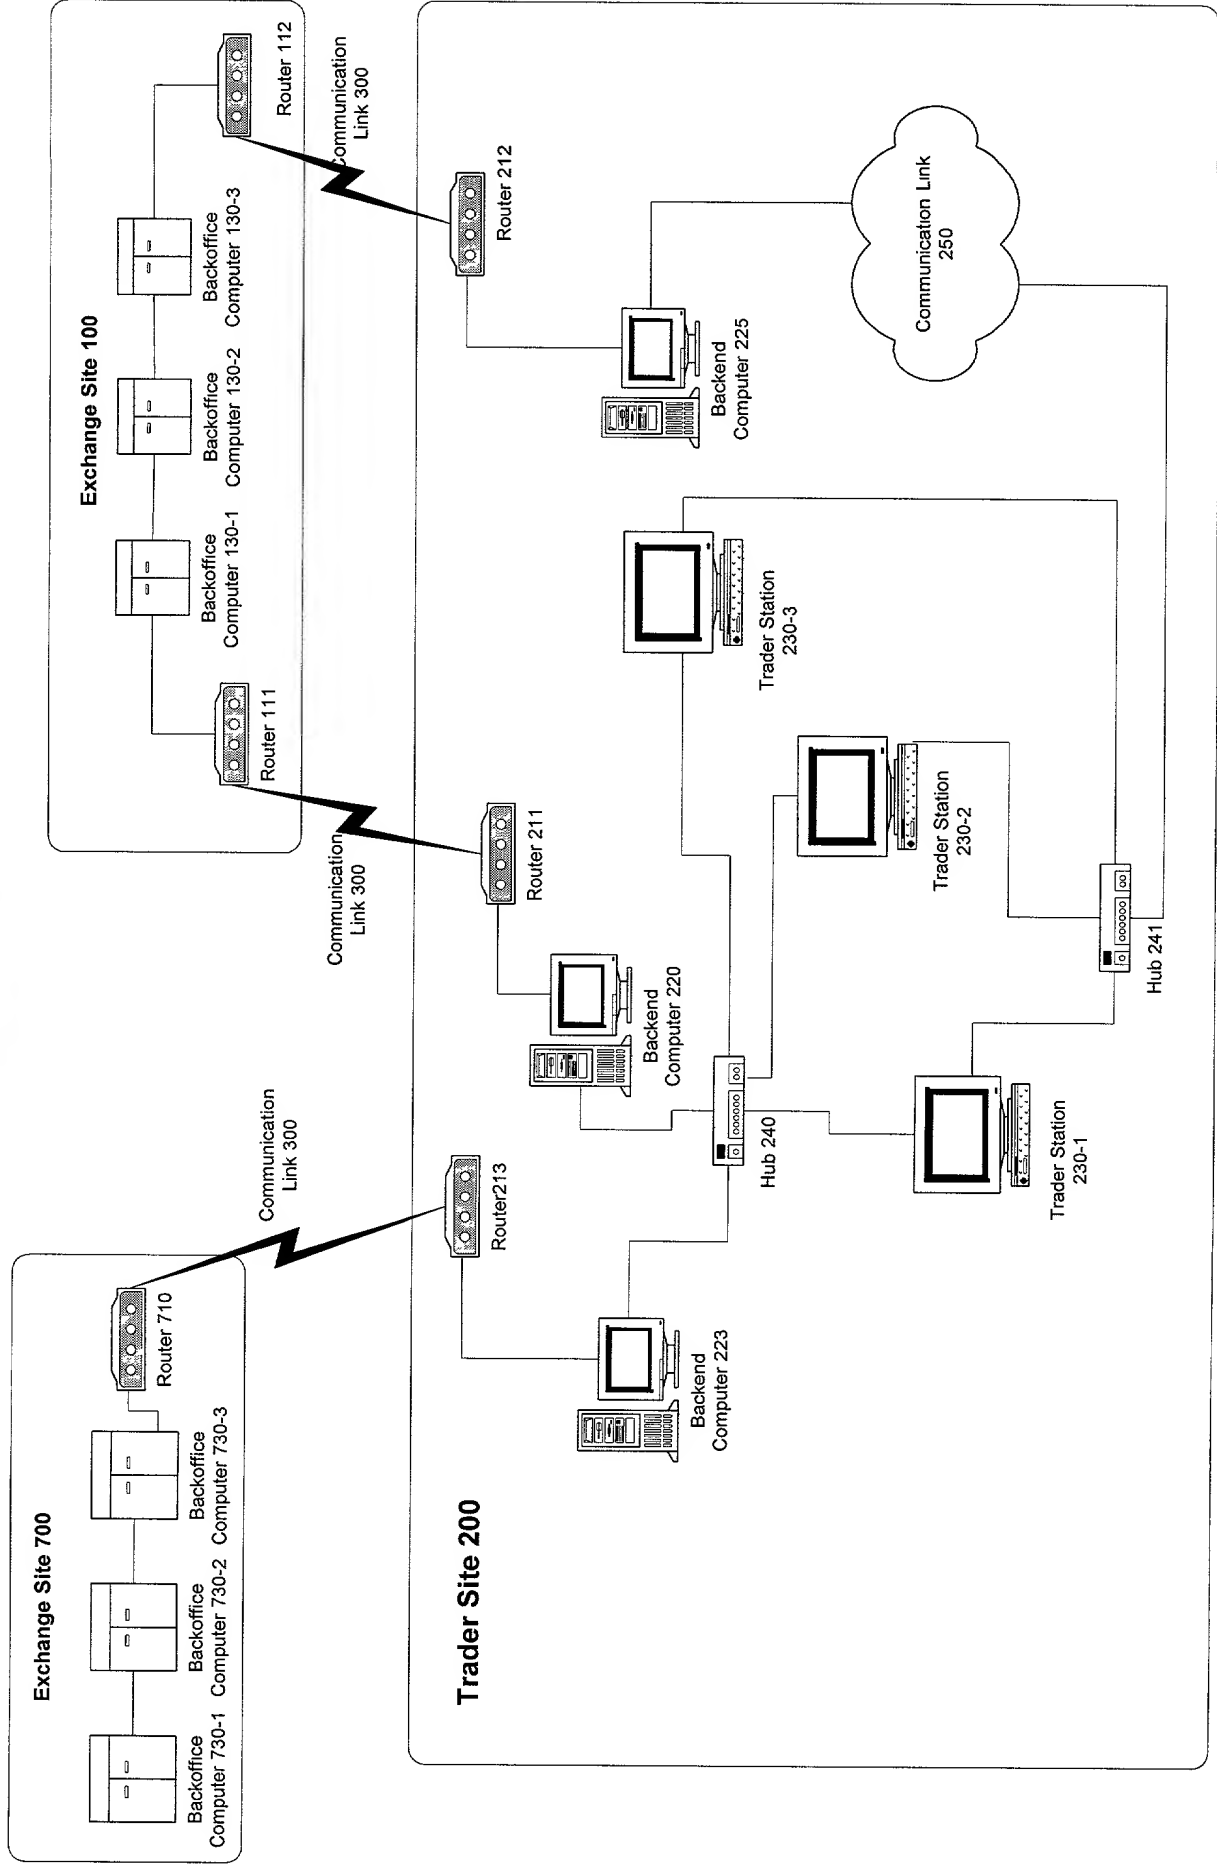 Exchange Site 700
Backoffice
Computer 730-1
Backoffice
Computer 730-2
Backoffice
Computer 730-3
Router 710
Communication
Link 300
Exchange Site 100
Backoffice
Computer 130-1
Backoffice
Computer 130-2
Backoffice
Computer 130-3
Router 111
Router 112
Communication
Link 300
Communication
Link 300
Trader Site 200
Router213
Router 211
Router 212
Backend
Computer 223
Backend
Computer 220
Backend
Computer 225
Hub 240
Trader Station
230-3
Trader Station
230-2
Trader Station
230-1
Hub 241
Communication Link
250